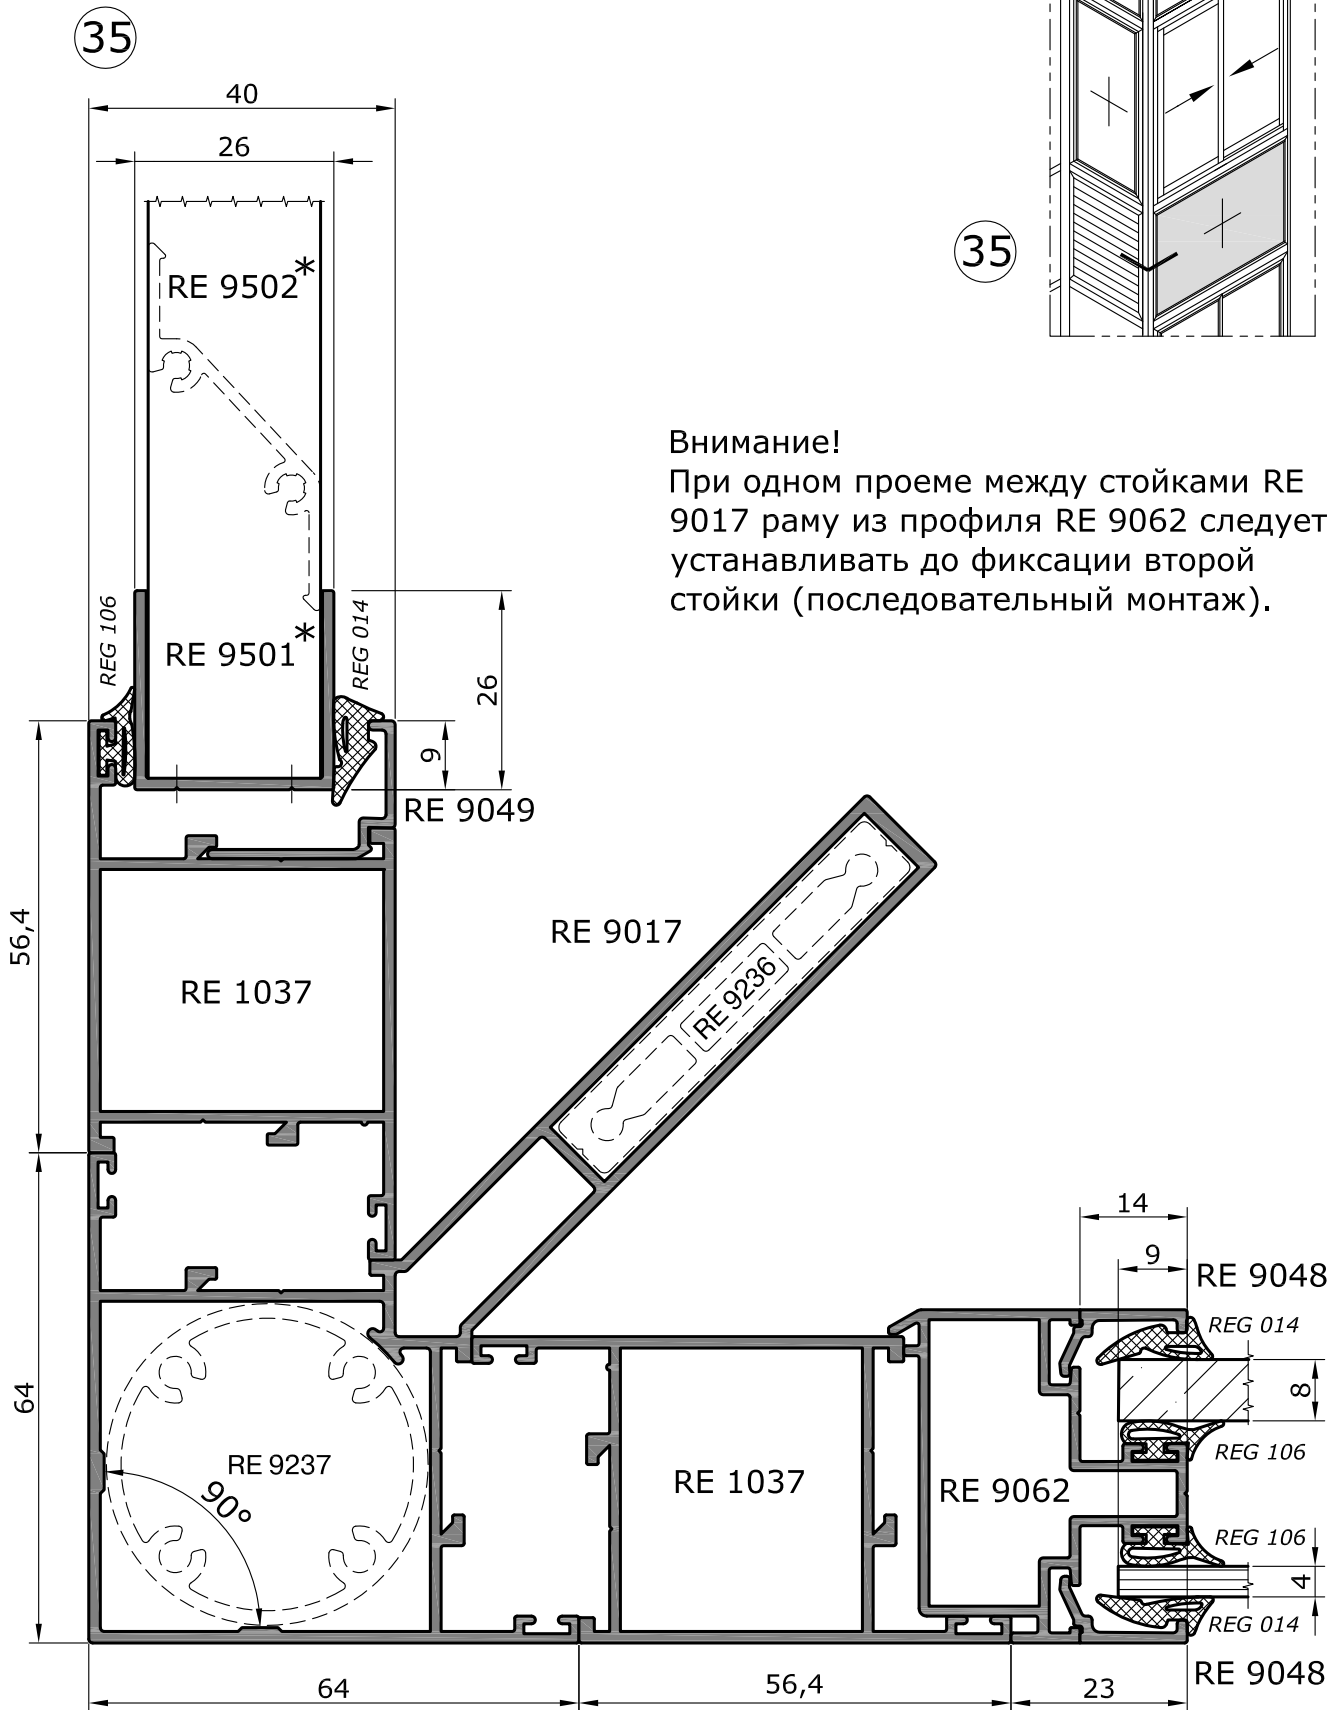 35
40
26
RE 9502*
35
Внимание!
При одном проеме между стойками RE
9017 раму из профиля RE 9062 следует
устанавливать до фиксации второй
стойки (последовательный монтаж).
REG 106
RE 9501*
REG 014
26
9
RE 9049
56,4
RE 9017
RE 1037
RE 9236
14
9
RE 9048
REG 014
8
64
RE 9237
90°
RE 1037
RE 9062
REG 106
REG 106
4
REG 014
RE 9048
64
56,4
23